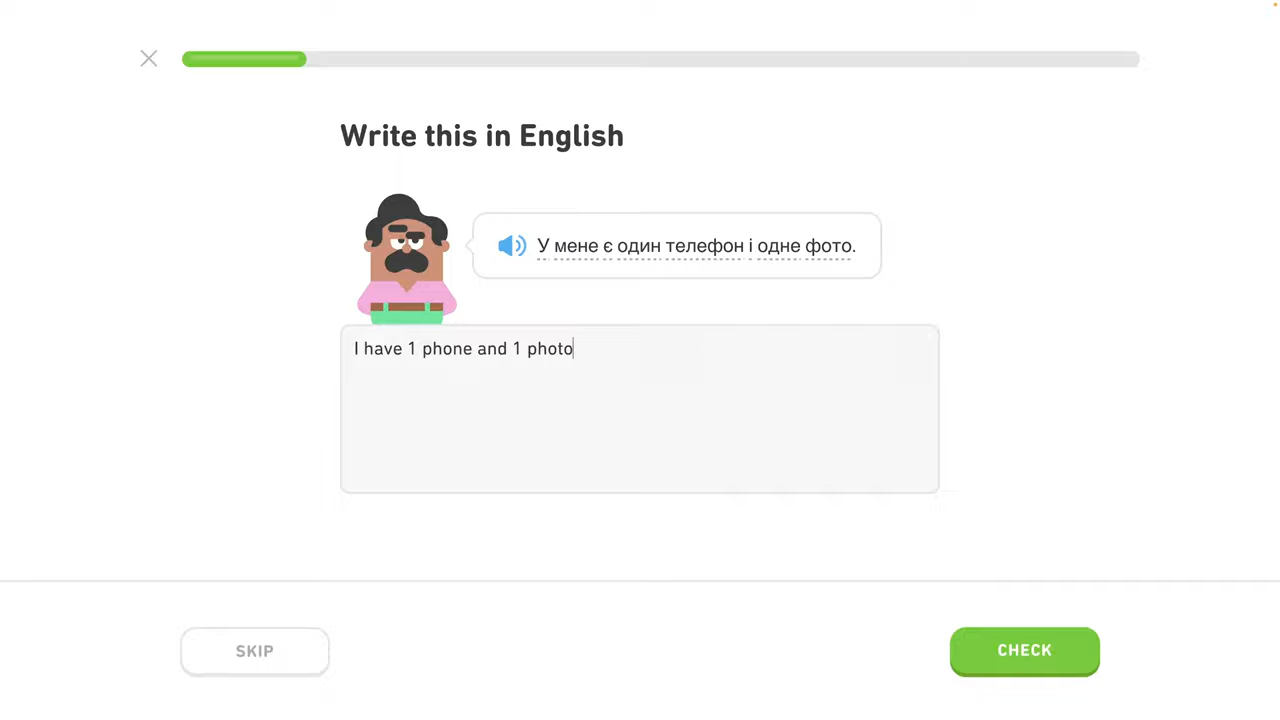 Write this in English
У мене є один телефон і одне фото.
I have 1 phone and 1 photo
SKIP
CHECK